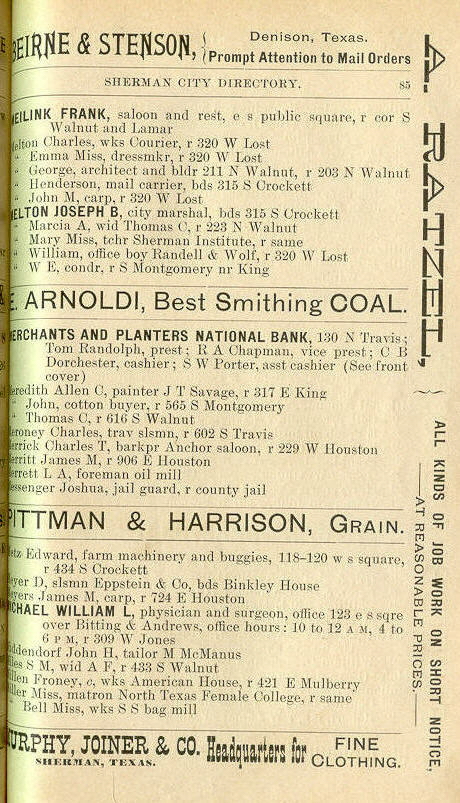 BEIRNE & STENSON, { Denison, Texas.
Prompt Attention to Mail Orders
SHERMAN CITY DIRECTORY. 85
MEILINK FRANK, saloon and rest, e s public square, r cor S
Walnut and Lamar
Melton Charles, wks Courier, r 320 W Lost
" Emma Miss, dressmkr, r 320 W Lost
" George, architect and bldr 211 N Walnut, r 203 N Walnut
" Henderson, mail carrier, bds 315 S Crockett
" John M, carp, r 320 W Lost
MELTON JOSEPH B, city marshal, bds 315 S Crockett
" Marcia A, wid Thomas C, r 223 N Walnut
" Mary Miss, tchr Sherman Institute, r same
" William, office boy Randell & Wolf, r 320 W Lost
" W E, condr, r S Montgomery nr King
E. ARNOLDI, Best Smithing COAL.
MERCHANTS AND PLANTERS NATIONAL BANK, 130 N Travis;
Tom Randolph, prest; R A Chapman, vice prest; C B
Dorchester, cashier; S W Porter, asst cashier (See front
cover)
Meredith Allen C, painter J T Savage, r 317 E King
" John, cotton buyer, r 565 S Montgomery
" Thomas C, r 616 S Walnut
Meroney Charles, trav slsmn, r 602 S Travis
Merrick Charles T, barkpr Anchor saloon, r 229 W Houston
Merritt James M, r 906 E Houston
Merrett L A, foreman oil mill
Messenger Joshua, jail guard, r county jail
PITTMAN & HARRISON, GRAIN.
Metz Edward, farm machinery and buggies, 118–120 w s square,
r 434 S Crockett
Meyer D, slsmn Eppstein & Co, bds Binkley House
Meyers James M, carp, r 724 E Houston
MICHAEL WILLIAM L, physician and surgeon, office 123 e s sqre
over Bitting & Andrews, office hours: 10 to 12 A M, 4 to
6 P M, r 309 W Jones
Middendorf John H, tailor M McManus
Miles S M, wid A F, r 433 S Walnut
Millen Froney, c, wks American House, r 421 E Mulberry
Miller Miss, matron North Texas Female College, r same
Bell Miss, wks S S bag mill
MURPHY, JOINER & CO. Headquarters for FINE
SHERMAN, TEXAS. CLOTHING.
A. RATZEL, {
ALL KINDS OF JOB WORK ON SHORT NOTICE,
AT REASONABLE PRICES.